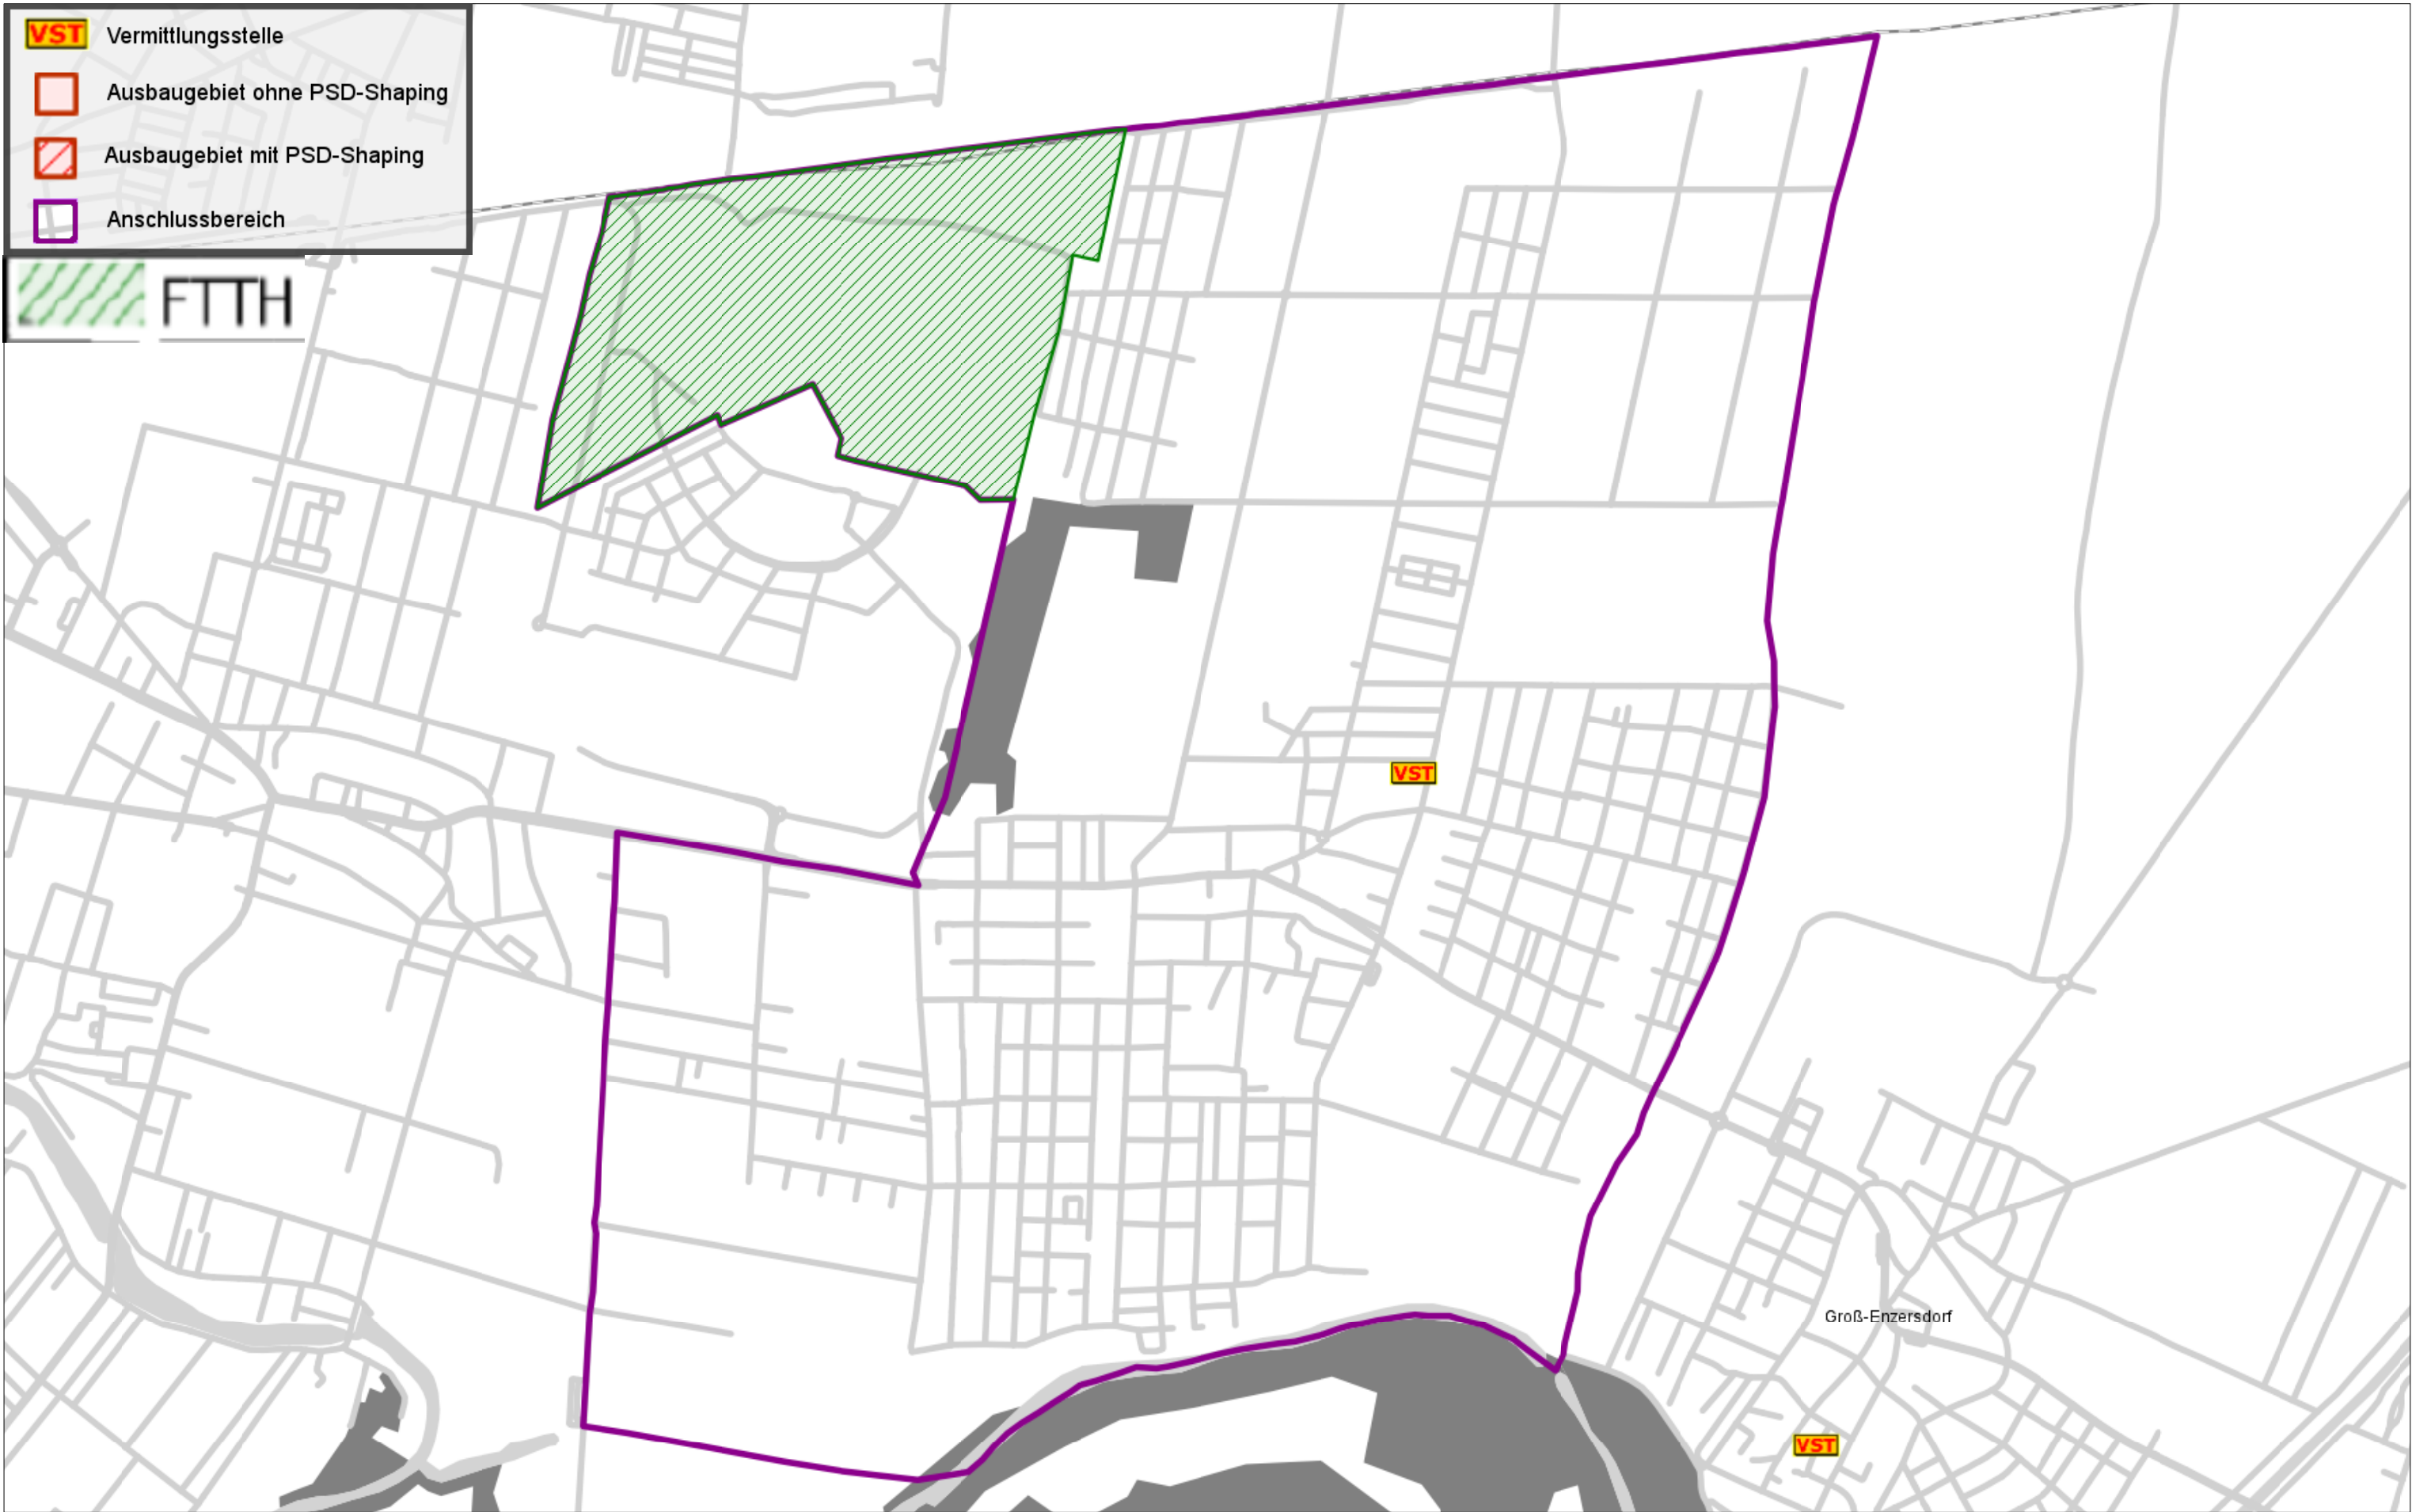 VST Vermittlungsstelle
Ausbaugebiet ohne PSD-Shaping
Ausbaugebiet mit PSD-Shaping
Anschlussbereich
FTTH
VST
Groß-Enzersdorf
VST